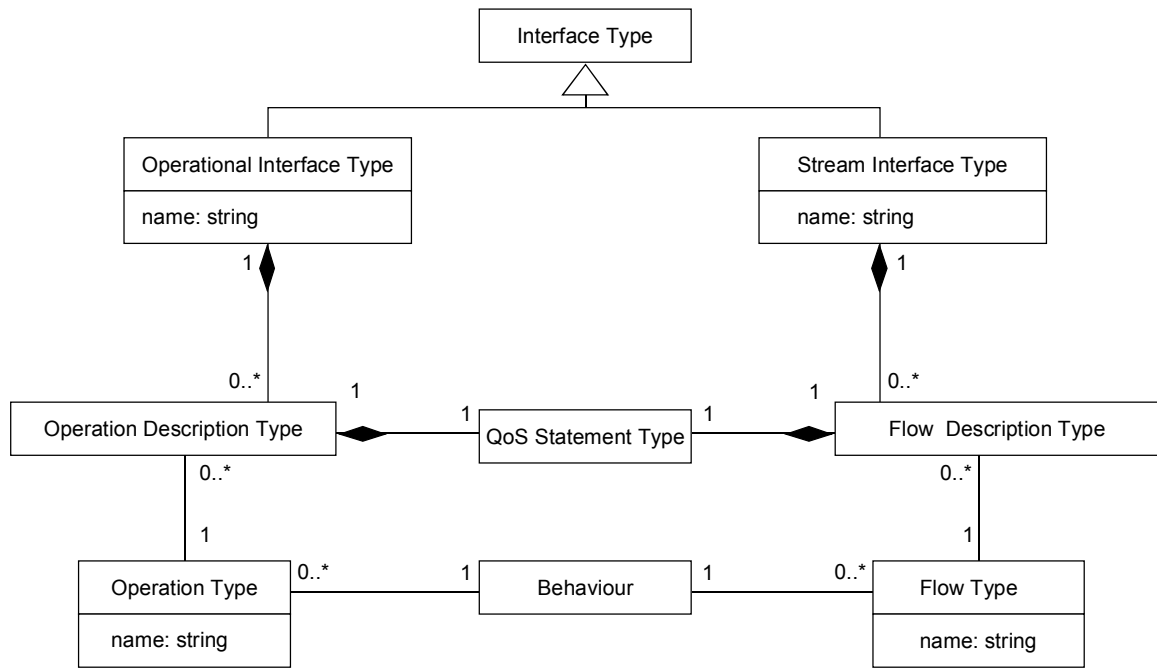 Interface Type
Operational Interface Type
Stream Interface Type
name: string
name: string
1
1
0..*
0..*
1
1
Operation Description Type
1
QoS Statement Type
1
Flow Description Type
0..*
0..*
1
1
Operation Type
0..*
1
Behaviour
1
0..*
Flow Type
name: string
name: string